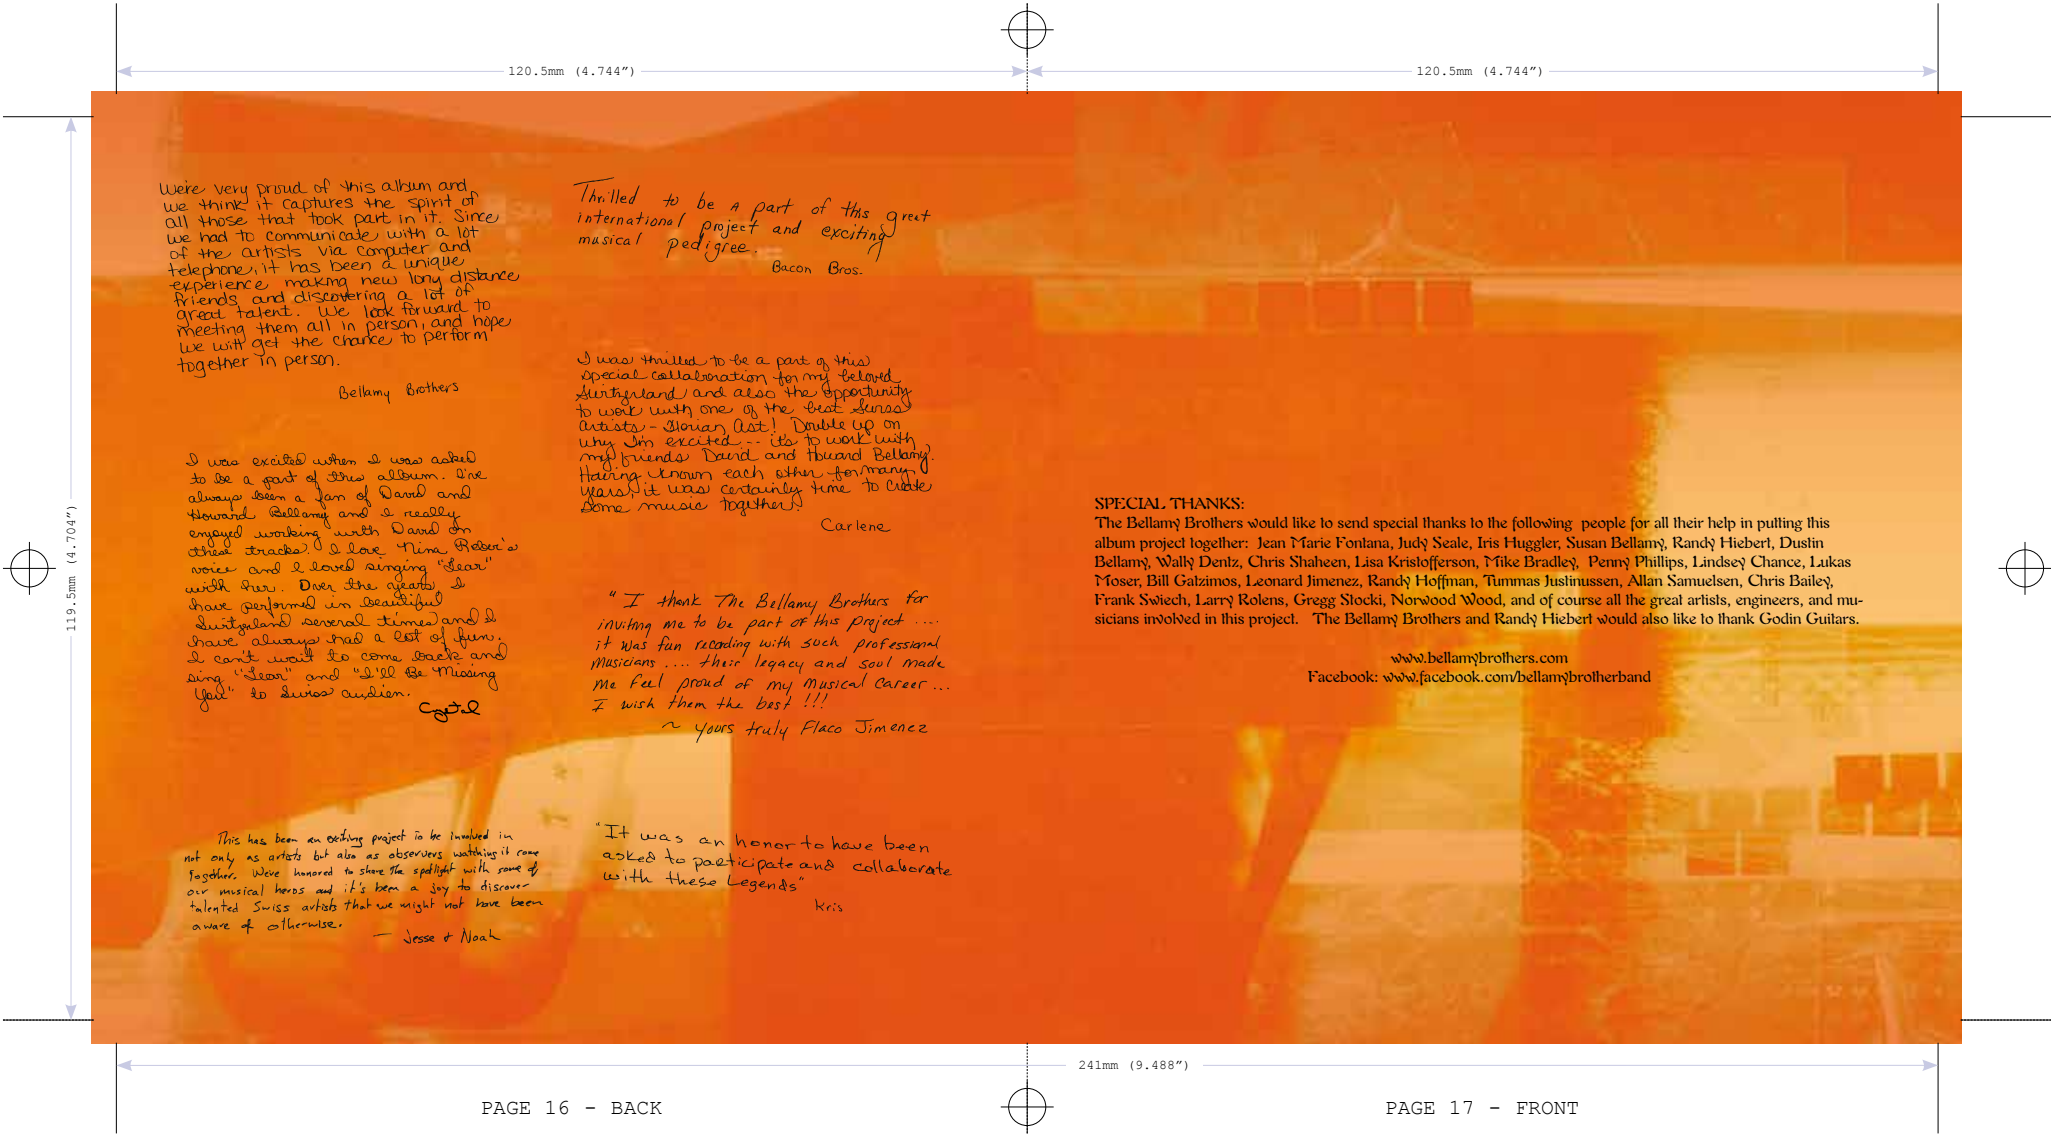 120.5mm (4.744")
120.5mm (4.744")
119.5mm (4.704")
We're very proud of this album and
we think it captures the spirit of
all those that took part in it. Since
we had to communicate with a lot
of the artists via computer and
telephone, it has been a unique
experience making new long distance
friends and discovering a lot of
great talent. We look forward to
meeting them all in person, and hope
we will get the chance to perform
together in person.
Bellamy Brothers
I was excited when I was asked
to be a part of this album. I've
always been a fan of David and
Howard Bellamy and I really
enjoyed working with David on
these tracks. I love Nina Reber's
voice and I loved singing "Lear"
with her. Over the years I
have performed in beautiful
Switzerland several times and I
have always had a lot of fun.
I can't wait to come back and
sing "Lear" and "I'll Be Missing
You" to Swiss audien.
Crystal
This has been an exciting project to be involved in
not only as artists but also as observers watching it come
together. We're honored to share the spotlight with some of
our musical heros and it's been a joy to discover
talented Swiss artists that we might not have been
aware of otherwise.
— Jesse & Noah
Thrilled to be a part of this great
international project and exciting
musical pedigree.
Bacon Bros.
I was thrilled to be a part of this
special collaboration for my beloved
Switzerland and also the opportunity
to work with one of the best Swiss
artists - Florian Ast! Double up on
why I'm excited... it's to work with
my friends David and Howard Bellamy.
Having known each other for many
years, it was certainly time to create
some music together!
Carlene
"I thank The Bellamy Brothers for
inviting me to be part of this project ....
it was fun recording with such professional
musicians .... their legacy and soul made
me feel proud of my musical career ...
I wish them the best !!!
~ yours truly Flaco Jimenez
"It was an honor to have been
asked to participate and collaborate
with these Legends"
Kris
SPECIAL THANKS:
The Bellamy Brothers would like to send special thanks to the following people for all their help in putting this
album project together: Jean Marie Fontana, Judy Seale, Iris Huggler, Susan Bellamy, Randy Hiebert, Dustin
Bellamy, Wally Dentz, Chris Shaheen, Lisa Kristofferson, Mike Bradley, Penny Phillips, Lindsey Chance, Lukas
Moser, Bill Gatzimos, Leonard Jimenez, Randy Hoffman, Tummas Justinussen, Allan Samuelsen, Chris Bailey,
Frank Swiech, Larry Rolens, Gregg Stocki, Norwood Wood, and of course all the great artists, engineers, and mu-
sicians involved in this project. The Bellamy Brothers and Randy Hiebert would also like to thank Godin Guitars.
www.bellamybrothers.com
Facebook: www.facebook.com/bellamybrotherband
241mm (9.488")
PAGE 16 - BACK
PAGE 17 - FRONT